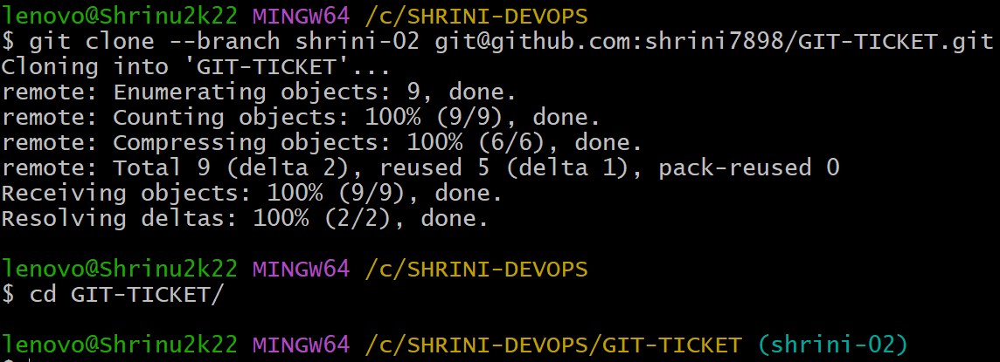 lenovo@Shrinu2k22 MINGW64 /c/SHRINI-DEVOPS
$ git clone --branch shrini-02 git@github.com:shrini7898/GIT-TICKET.git
Cloning into 'GIT-TICKET'...
remote: Enumerating objects: 9, done.
remote: Counting objects: 100% (9/9), done.
remote: Compressing objects: 100% (6/6), done.
remote: Total 9 (delta 2), reused 5 (delta 1), pack-reused 0
Receiving objects: 100% (9/9), done.
Resolving deltas: 100% (2/2), done.
lenovo@Shrinu2k22 MINGW64 /c/SHRINI-DEVOPS
$ cd GIT-TICKET/
lenovo@Shrinu2k22 MINGW64 /c/SHRINI-DEVOPS/GIT-TICKET (shrini-02)
$